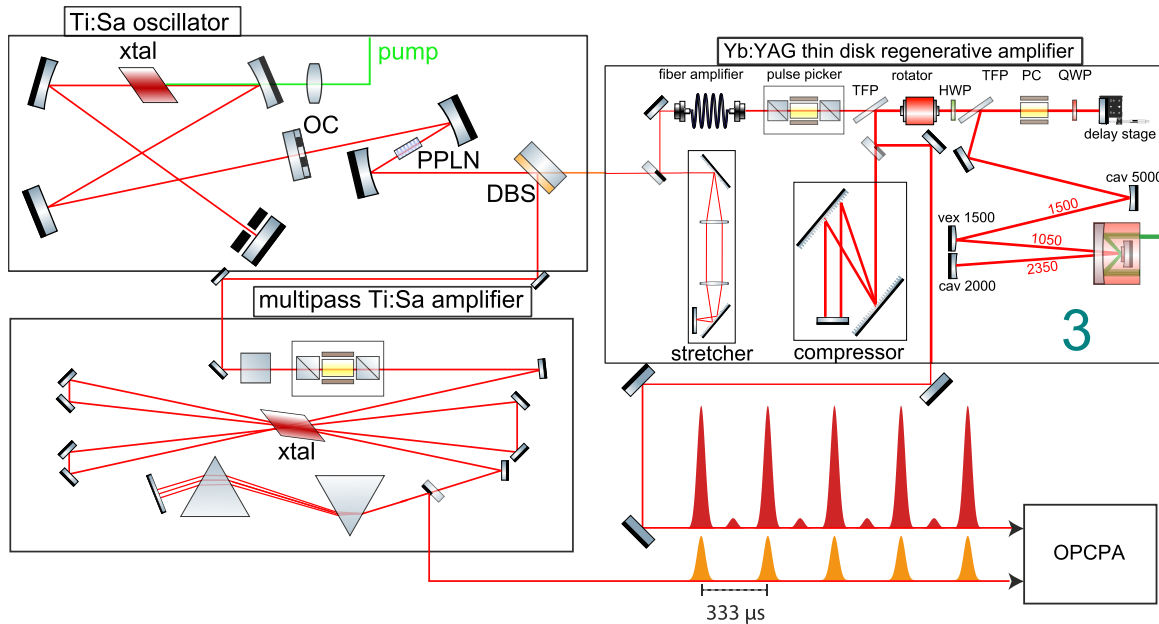 Ti:Sa oscillator
xtal
pump
OC
PPLN
DBS
Yb:YAG thin disk regenerative amplifier
fiber amplifier
pulse picker
TFP
rotator
HWP
TFP
PC
QWP
delay stage
cav 5000
1500
vex 1500
1050
2350
cav 2000
stretcher
compressor
3
multipass Ti:Sa amplifier
xtal
OPCPA
333 µs